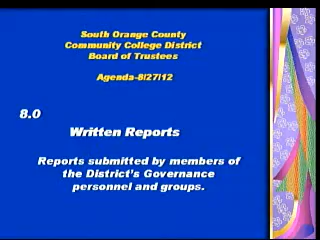 South Orange County
Community College District
Board of Trustees
Agenda-8/27/12
8.0
Written Reports
Reports submitted by members of
the District's Governance
personnel and groups.